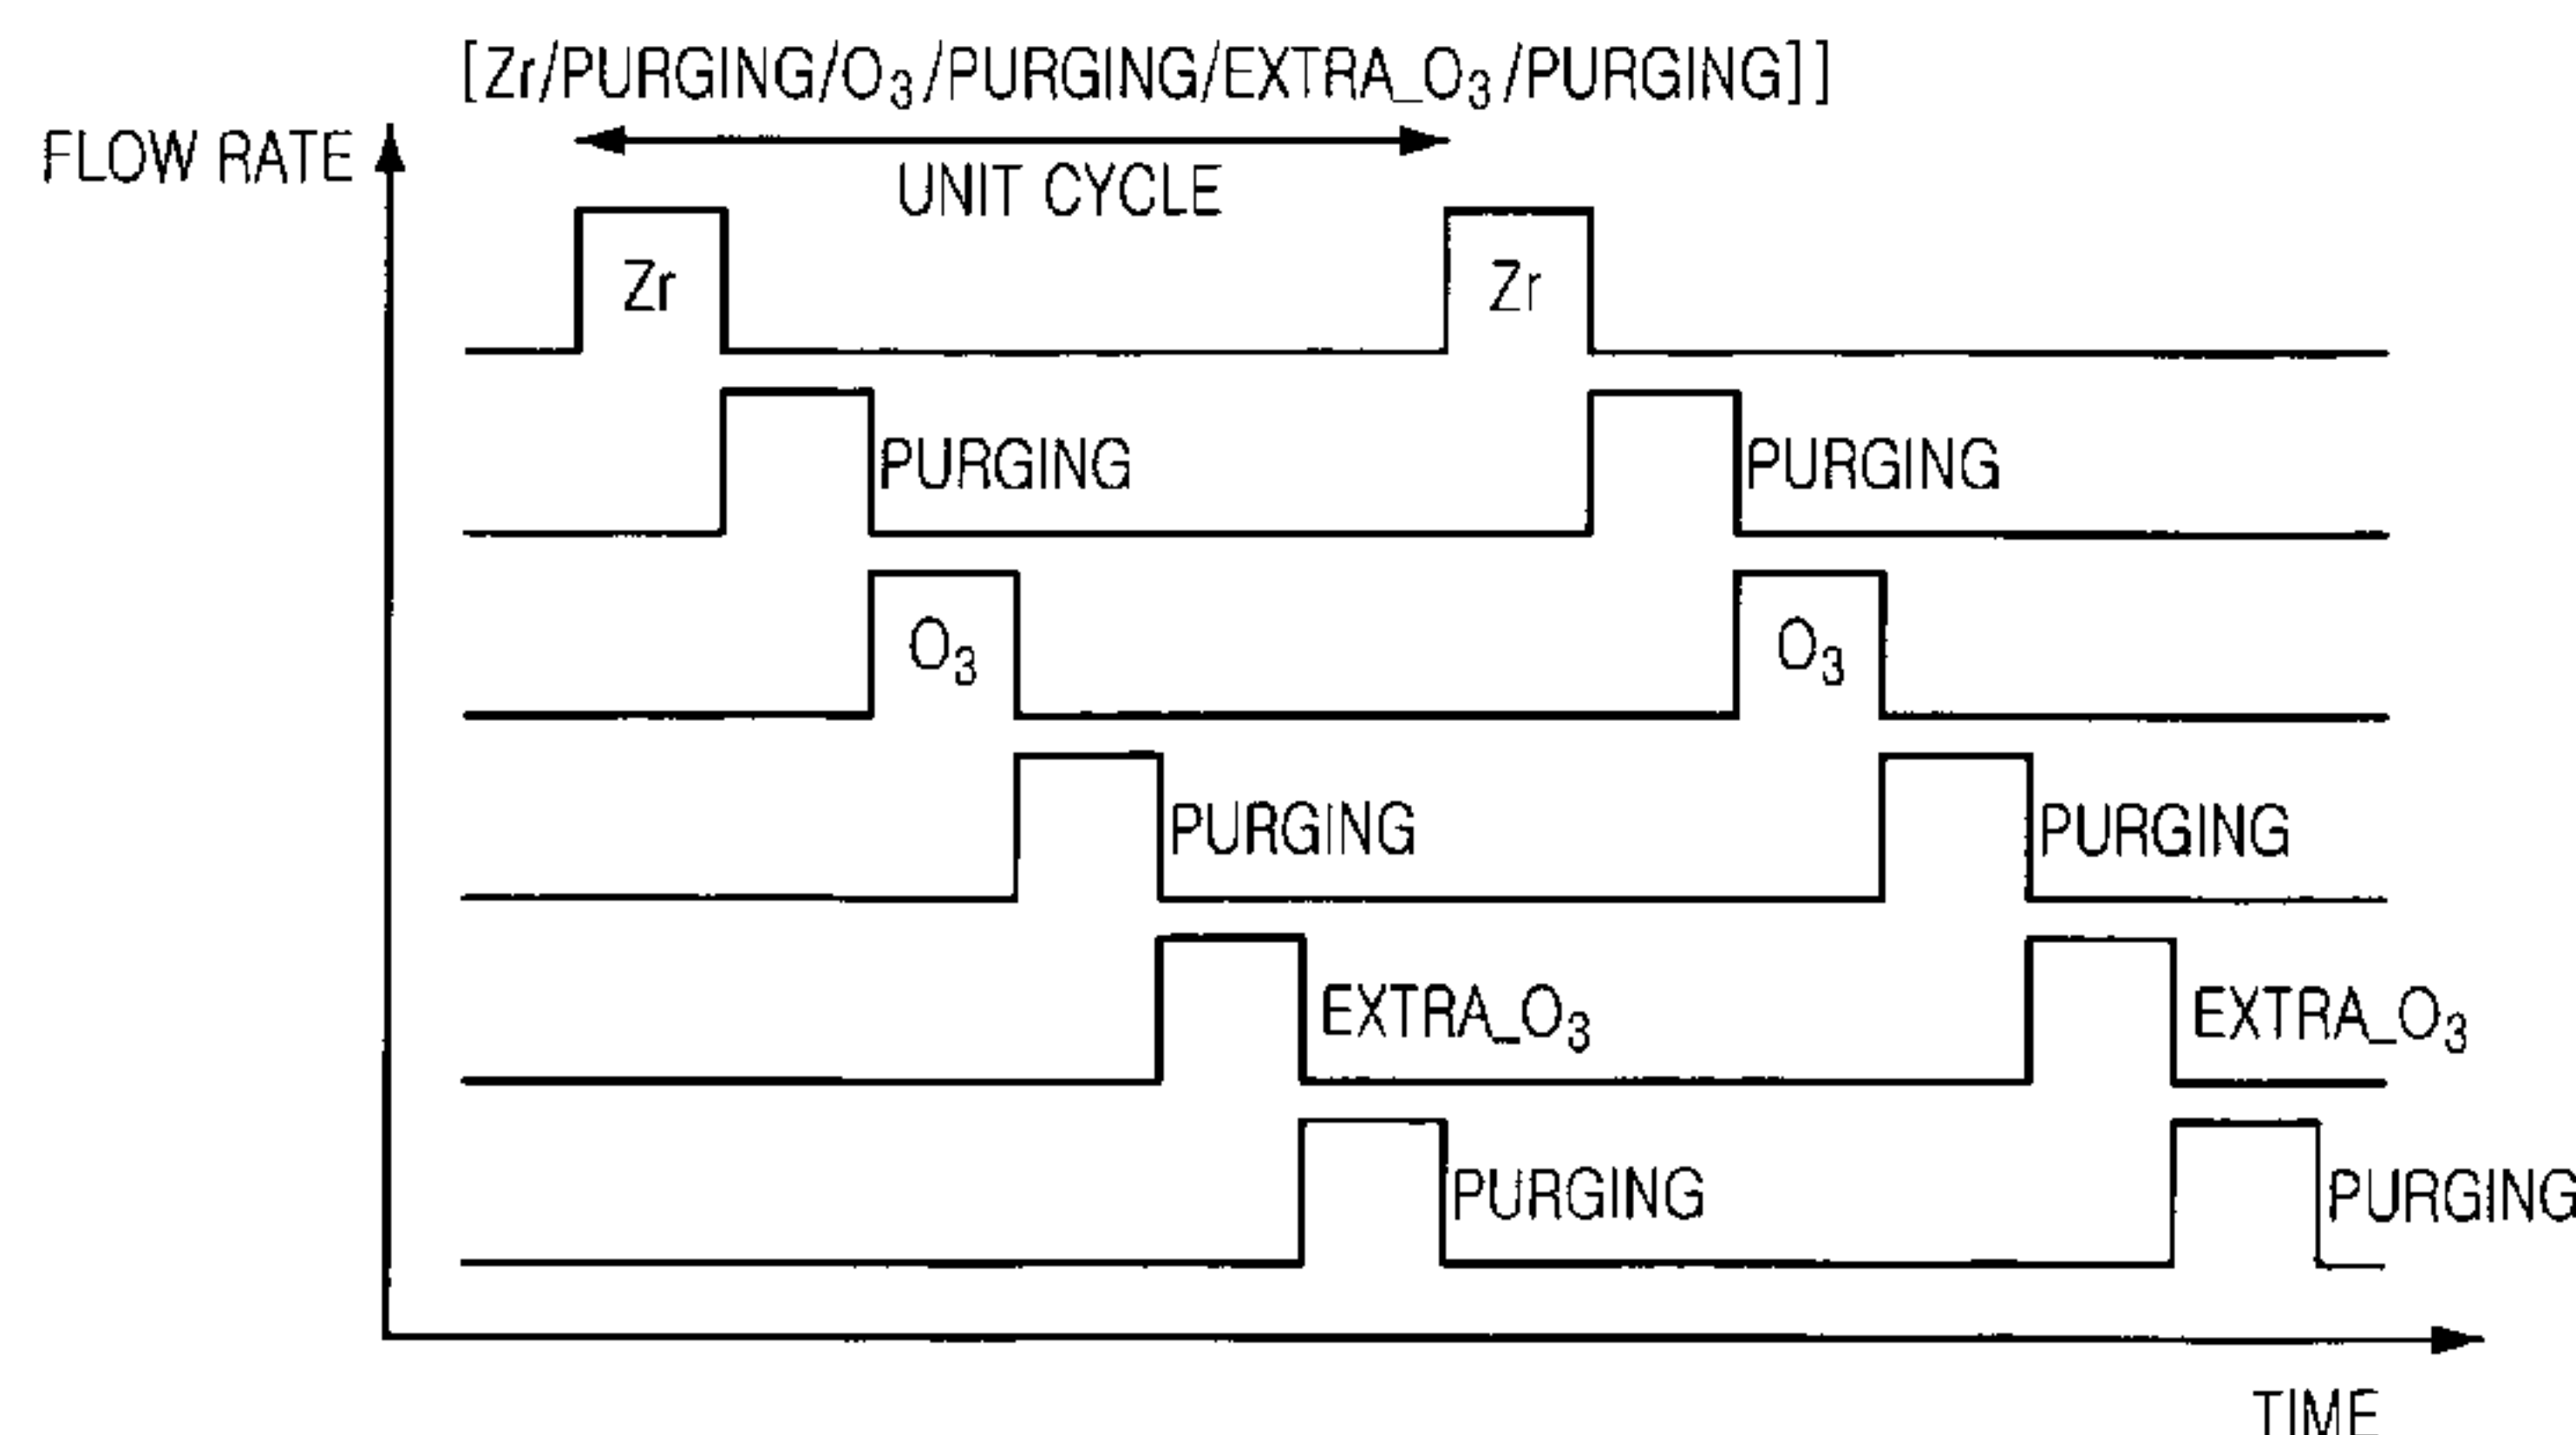 [Zr/PURGING/O₃/PURGING/EXTRA_O₃/PURGING]]
FLOW RATE
UNIT CYCLE
Zr
Zr
PURGING
PURGING
O₃
O₃
PURGING
PURGING
EXTRA_O₃
EXTRA_O₃
PURGING
PURGING
TIME